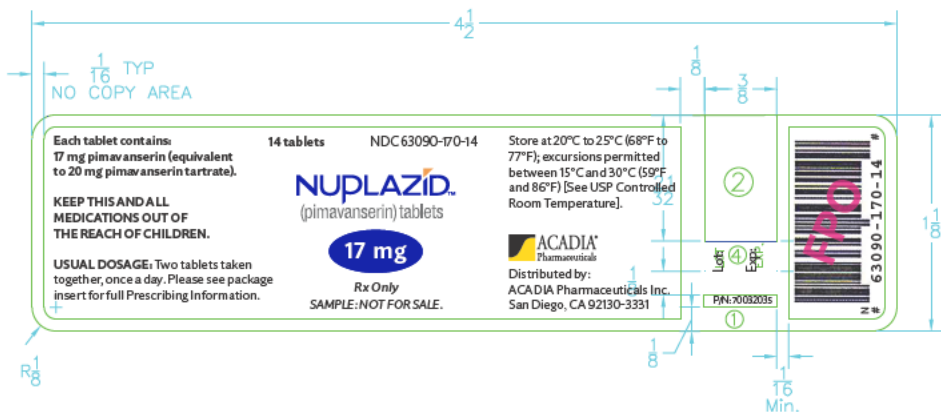 4 1/2
1/16 TYP
NO COPY AREA
1/8
3/8
Each tablet contains:
17 mg pimavanserin (equivalent
to 20 mg pimavanserin tartrate).
KEEP THIS AND ALL
MEDICATIONS OUT OF
THE REACH OF CHILDREN.
USUAL DOSAGE: Two tablets taken
together, once a day. Please see package
insert for full Prescribing Information.
14 tablets NDC 63090-170-14
NUPLAZID™
(pimavanserin) tablets
17 mg
Rx Only
SAMPLE: NOT FOR SALE.
Store at 20°C to 25°C (68°F to
77°F); excursions permitted
between 15°C and 30°C (59°F
and 86°F) [See USP Controlled
Room Temperature].
ACADIA®
Pharmaceuticals
Distributed by:
ACADIA Pharmaceuticals Inc.
San Diego, CA 92130-3331
2
Lot:
4
Exp.:
EXP.
P/N: 70032035
1
FPO
N# 63090-170-14 #
1 1/8
R 1/8
1/8
1/16
Min.